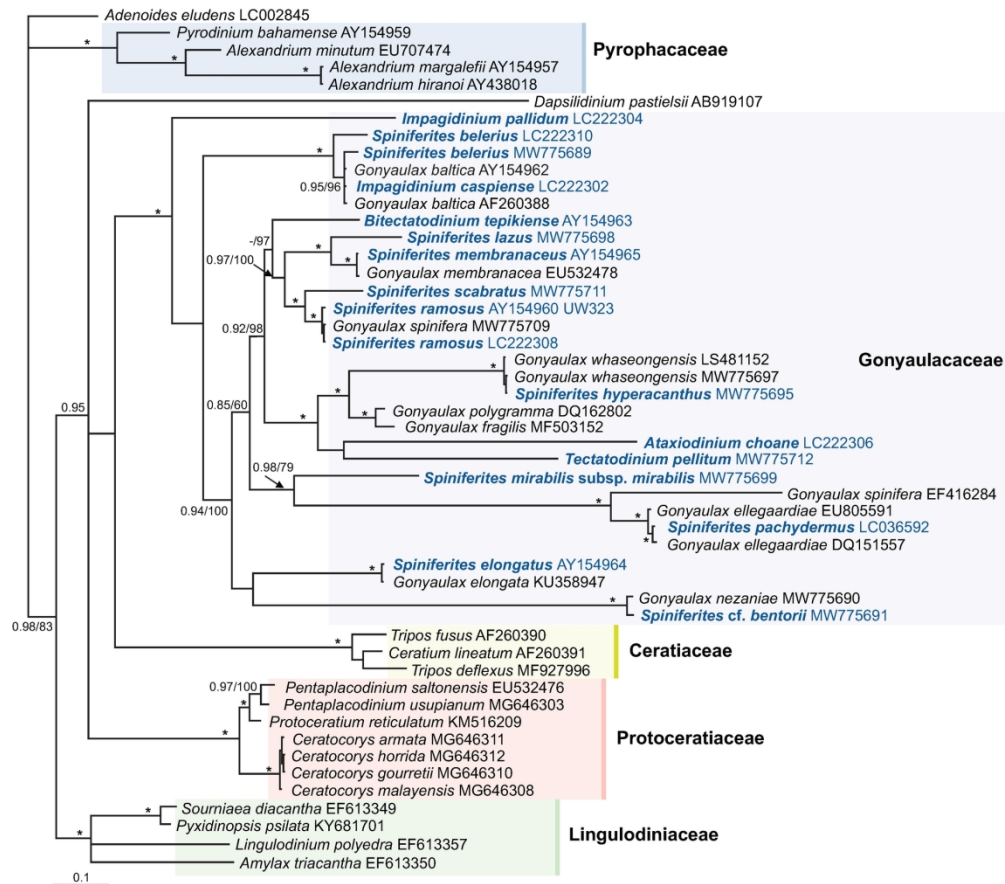 Adenoides eludens LC002845
Pyrodinium bahamense AY154959
*
Alexandrium minutum EU707474
Pyrophacaceae
*
Alexandrium margalefii AY154957
*
Alexandrium hiranoi AY438018
Dapsilidinium pastielsii AB919107
Impagidinium pallidum LC222304
Spiniferites belerius LC222310
*
Spiniferites belerius MW775689
Gonyaulax baltica AY154962
0.95/96
Impagidinium caspiense LC222302
Gonyaulax baltica AF260388
*
Bitectatodinium tepikiense AY154963
-/97
Spiniferites lazus MW775698
*
0.97/100
Spiniferites membranaceus AY154965
*
Gonyaulax membranacea EU532478
Spiniferites scabratus MW775711
*
Spiniferites ramosus AY154960 UW323
*
Gonyaulax spinifera MW775709
0.92/98
Spiniferites ramosus LC222308
Gonyaulax whaseongensis LS481152
Gonyaulacaceae
*
Gonyaulax whaseongensis MW775697
Spiniferites hyperacanthus MW775695
*
0.95
0.85/60
Gonyaulax polygramma DQ162802
*
*
Gonyaulax fragilis MF503152
Ataxiodinium choane LC222306
Tectatodinium pellitum MW775712
0.98/79
Spiniferites mirabilis subsp. mirabilis MW775699
Gonyaulax spinifera EF416284
*
0.94/100
Gonyaulax ellegaardiae EU805591
*
Spiniferites pachydermus LC036592
*
Gonyaulax ellegaardiae DQ151557
Spiniferites elongatus AY154964
*
Gonyaulax elongata KU358947
Gonyaulax nezaniae MW775690
*
Spiniferites cf. bentorii MW775691
0.98/83
Tripos fusus AF260390
*
Ceratium lineatum AF260391
Ceratiaceae
Tripos deflexus MF927996
0.97/100
Pentaplacodinium saltonensis EU532476
*
Pentaplacodinium usupianum MG646303
Protoceratium reticulatum KM516209
*
Ceratocorys armata MG646311
Protoceratiaceae
Ceratocorys horrida MG646312
*
Ceratocorys gourretii MG646310
Ceratocorys malayensis MG646308
Sourniaea diacantha EF613349
*
Pyxidinopsis psilata KY681701
*
Lingulodiniaceae
Lingulodinium polyedra EF613357
Amylax triacantha EF613350
0.1